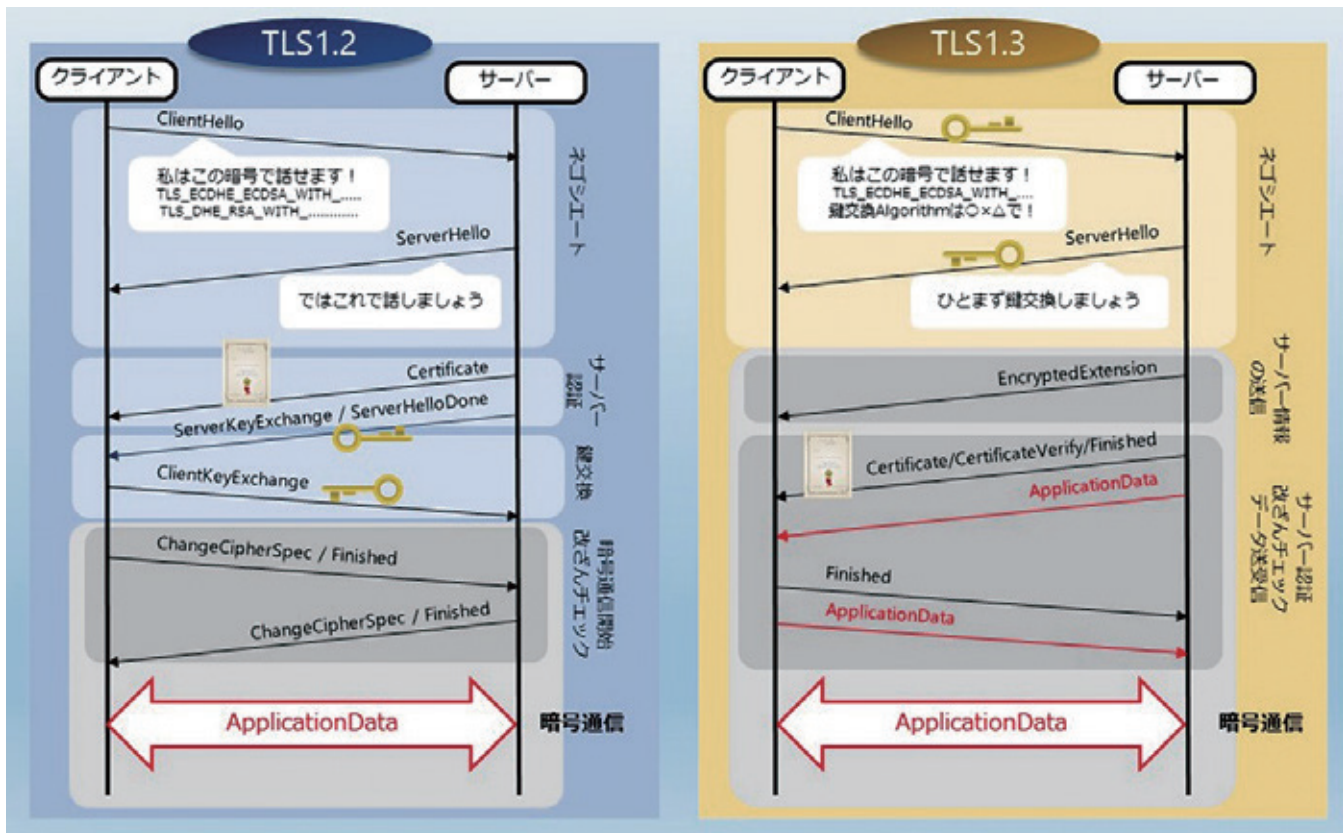 TLS1.2
クライアント
サーバー
ClientHello
私はこの暗号で話せます！
TLS_ECDHE_ECDSA_WITH_.....
TLS_DHE_RSA_WITH_............
ServerHello
ではこれで話しましょう
ネゴシエート
Certificate
サーバー
認証
ServerKeyExchange / ServerHelloDone
ClientKeyExchange
鍵交換
ChangeCipherSpec / Finished
ChangeCipherSpec / Finished
暗号通信開始
改ざんチェック
ApplicationData
暗号通信
TLS1.3
クライアント
サーバー
ClientHello
私はこの暗号で話せます！
TLS_ECDHE_ECDSA_WITH_....
鍵交換Algorithmは○×△で！
ServerHello
ひとまず鍵交換しましょう
ネゴシエート
EncryptedExtension
サーバー情報
の送信
Certificate/CertificateVerify/Finished
ApplicationData
Finished
ApplicationData
サーバー認証
改ざんチェック
データ送受信
ApplicationData
暗号通信